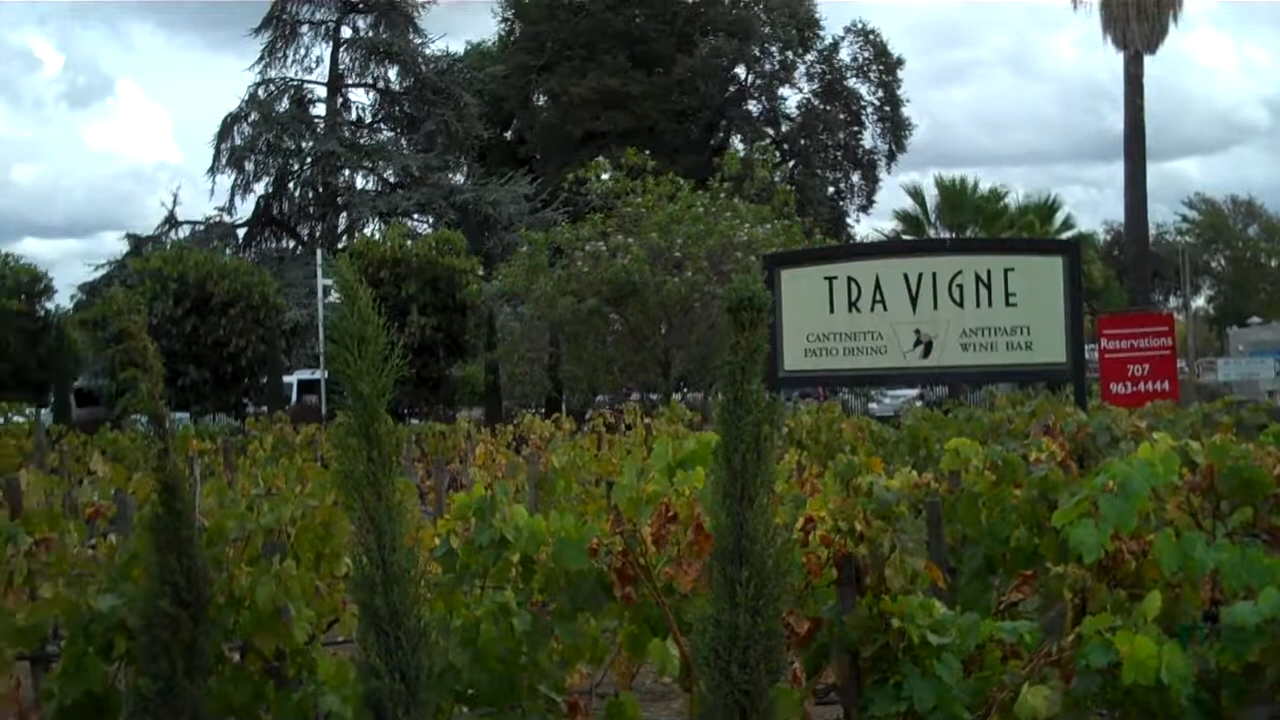 TRA VIGNE
CANTINETTA
PATIO DINING
ANTIPASTI
WINE BAR
Reservations
707
963-4444